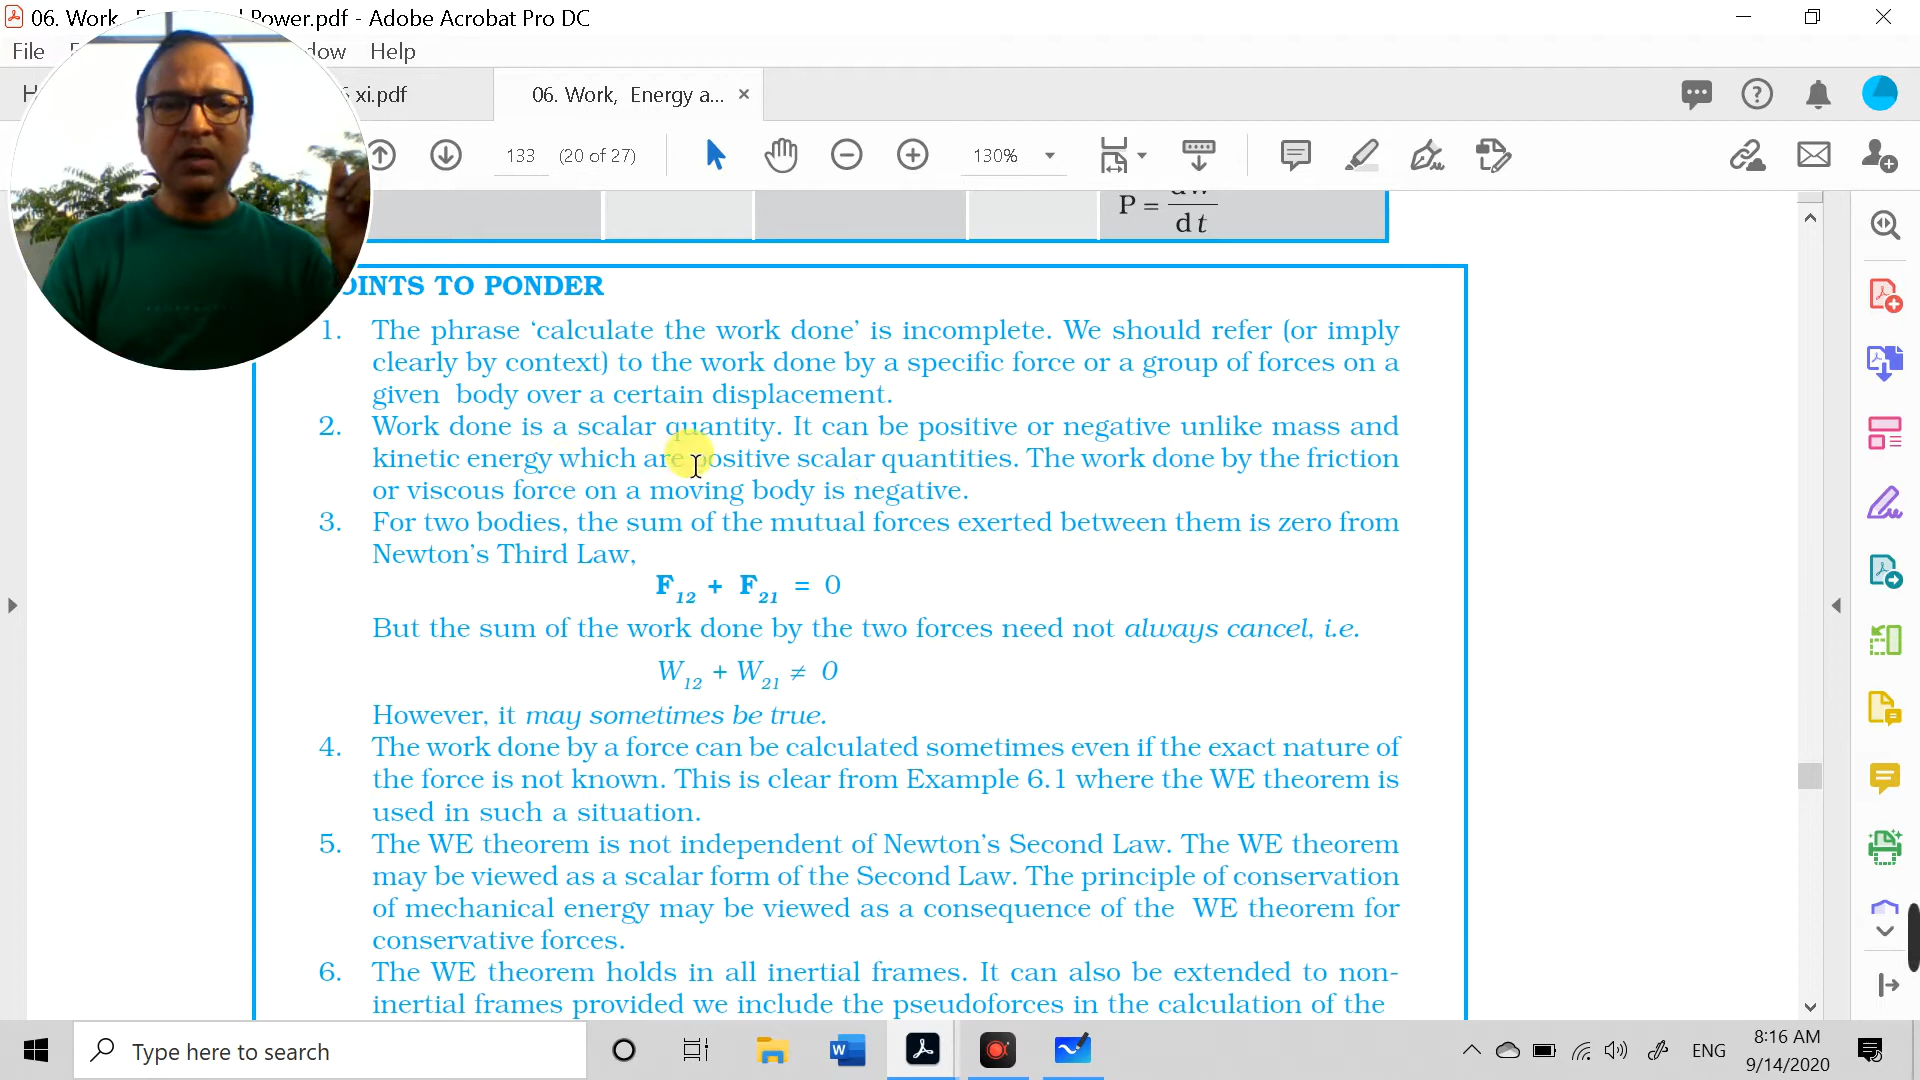 06. Work, Power.pdf - Adobe Acrobat Pro DC
File Help
xi.pdf
06. Work, Energy a...
133 (20 of 27)
130%
P =
d t
POINTS TO PONDER
1. The phrase ‘calculate the work done’ is incomplete. We should refer (or imply
clearly by context) to the work done by a specific force or a group of forces on a
given body over a certain displacement.
2. Work done is a scalar quantity. It can be positive or negative unlike mass and
kinetic energy which are positive scalar quantities. The work done by the friction
or viscous force on a moving body is negative.
3. For two bodies, the sum of the mutual forces exerted between them is zero from
Newton’s Third Law,
F12 + F21 = 0
But the sum of the work done by the two forces need not always cancel, i.e.
W12 + W21 ≠ 0
However, it may sometimes be true.
4. The work done by a force can be calculated sometimes even if the exact nature of
the force is not known. This is clear from Example 6.1 where the WE theorem is
used in such a situation.
5. The WE theorem is not independent of Newton’s Second Law. The WE theorem
may be viewed as a scalar form of the Second Law. The principle of conservation
of mechanical energy may be viewed as a consequence of the WE theorem for
conservative forces.
6. The WE theorem holds in all inertial frames. It can also be extended to non-
inertial frames provided we include the pseudoforces in the calculation of the
Type here to search
ENG
8:16 AM
9/14/2020